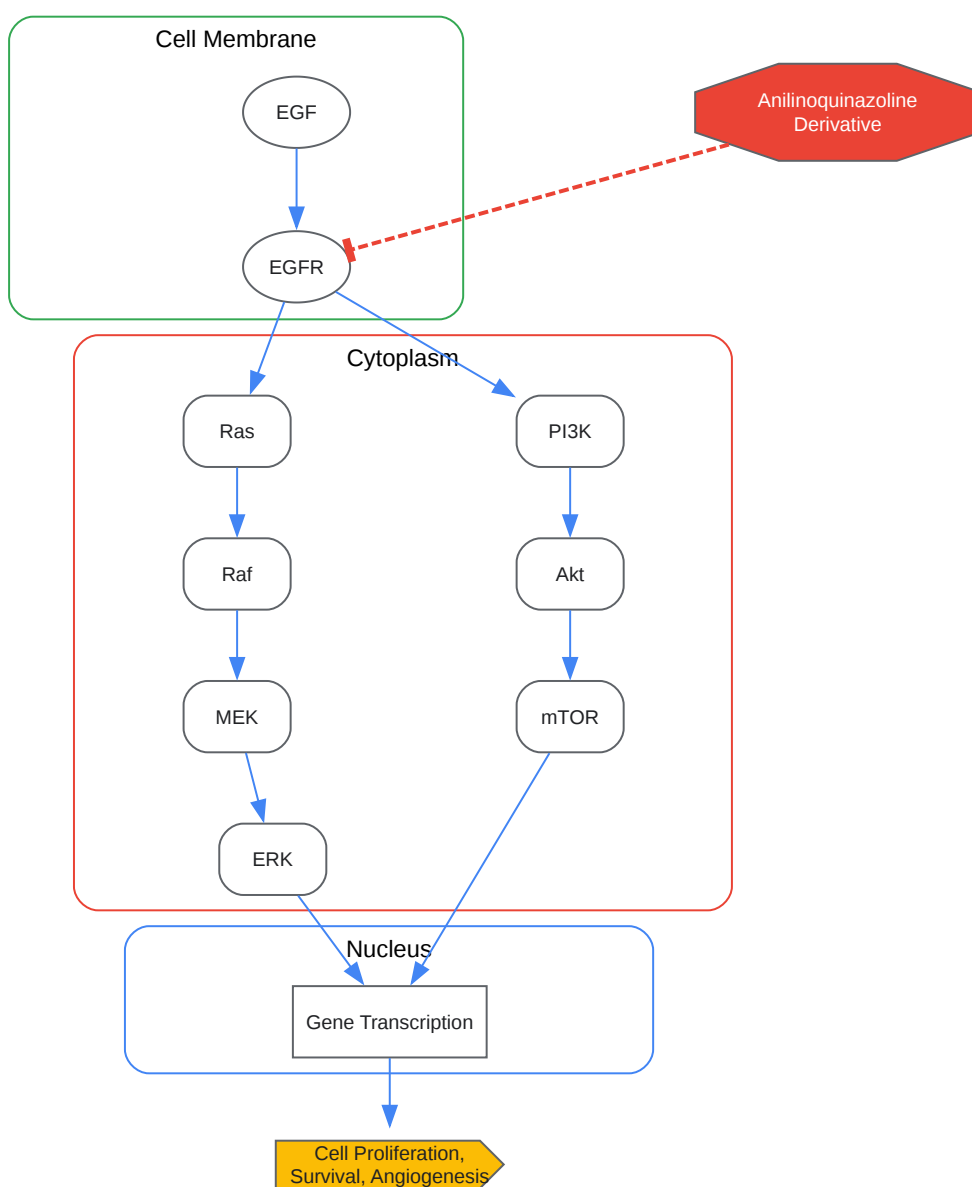 Cell Membrane
EGF
Anilinoquinazoline
Derivative
EGFR
Cytoplasm
Ras
PI3K
Raf
Akt
MEK
mTOR
ERK
Nucleus
Gene Transcription
Cell Proliferation,
Survival, Angiogenesis